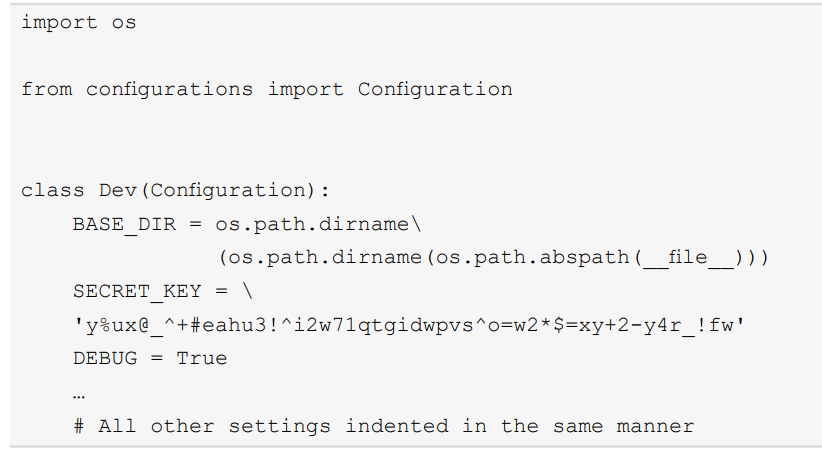 import os
from configurations import Configuration
class Dev(Configuration):
BASE_DIR = os.path.dirname\
(os.path.dirname(os.path.abspath(__file__)))
SECRET_KEY = \
'y%ux@_^+#eahu3!^i2w71qtgidwpvs^o=w2*$=xy+2-y4r_!fw'
DEBUG = True
…
# All other settings indented in the same manner